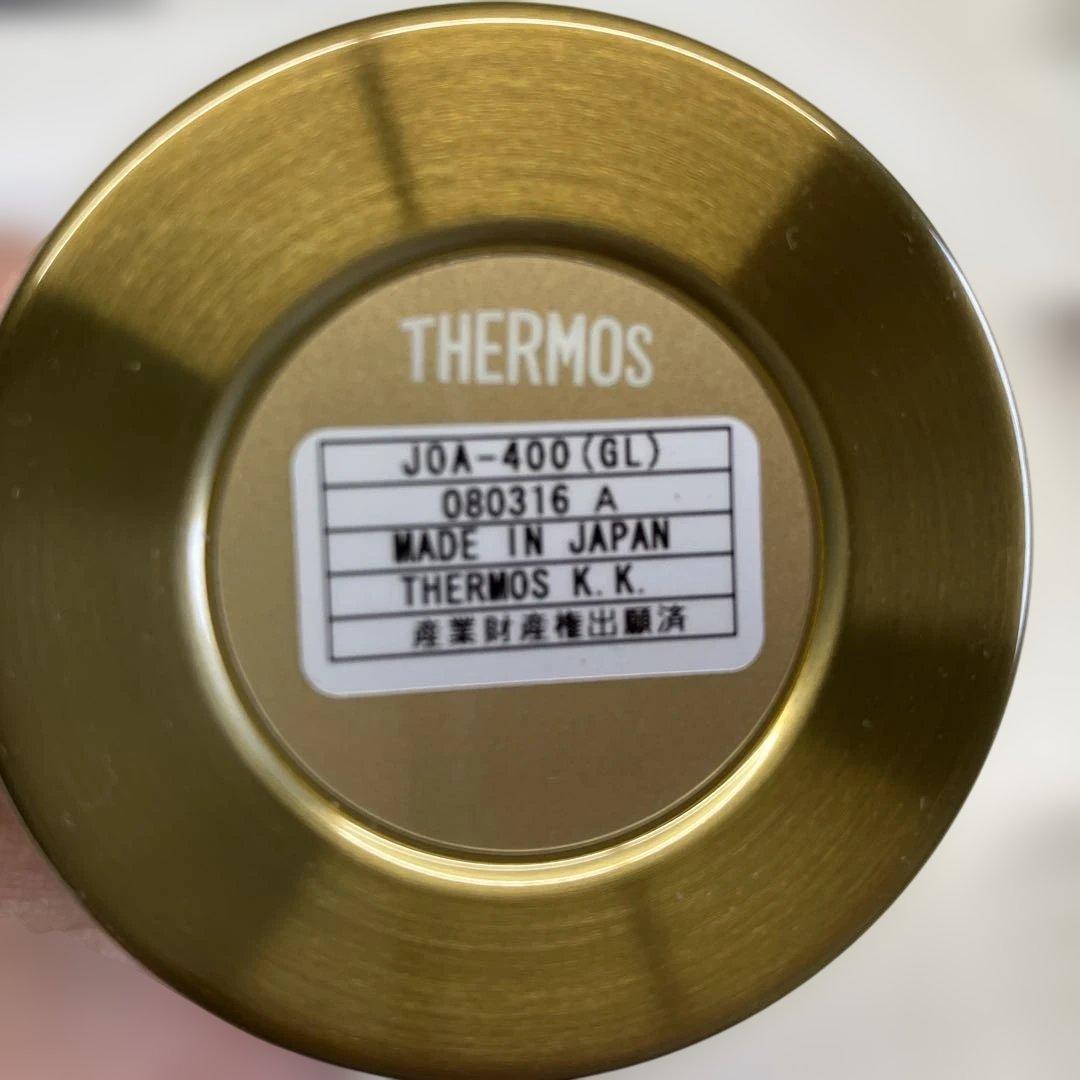 THERMOS
JOA-400(GL)
080316 A
MADE IN JAPAN
THERMOS K.K.
産業財産権出願済